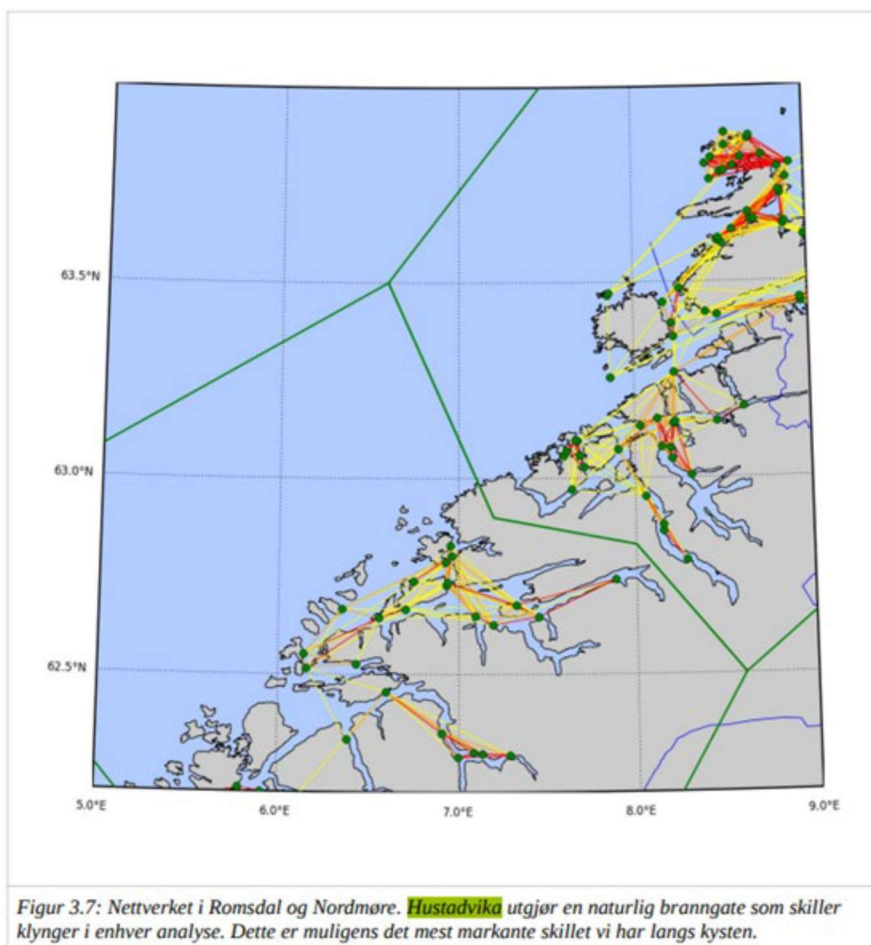 63.5°N
63.0°N
62.5°N
5.0°E
6.0°E
7.0°E
8.0°E
9.0°E
Figur 3.7: Nettverket i Romsdal og Nordmøre. Hustadvika utgjør en naturlig branngate som skiller
klynger i enhver analyse. Dette er muligens det mest markante skillet vi har langs kysten.